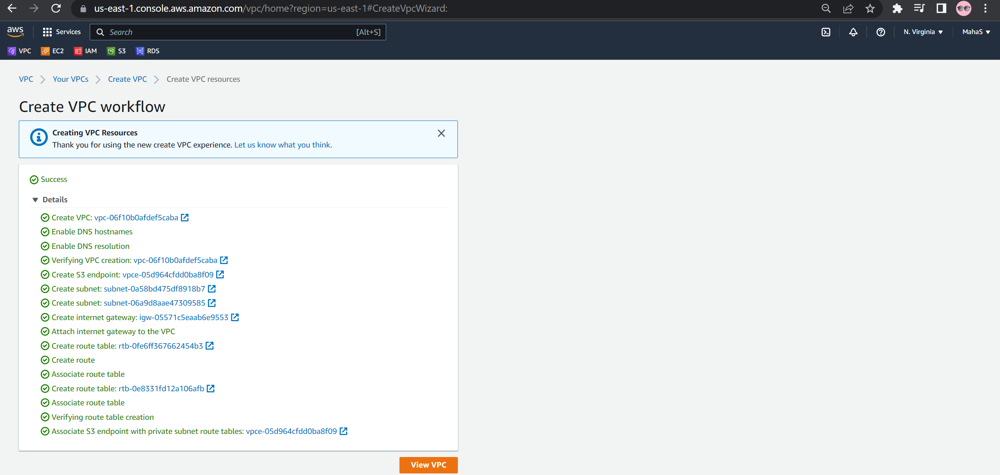 us-east-1.console.aws.amazon.com/vpc/home?region=us-east-1#CreateVpcWizard:
aws Services Search [Alt+S] N. Virginia MahaS
VPC EC2 IAM S3 RDS
VPC Your VPCs Create VPC Create VPC resources
Create VPC workflow
Creating VPC Resources
Thank you for using the new create VPC experience. Let us know what you think.
Success
Details
Create VPC: vpc-06f10b0afdef5caba
Enable DNS hostnames
Enable DNS resolution
Verifying VPC creation: vpc-06f10b0afdef5caba
Create S3 endpoint: vpce-05d964cfdd0ba8f09
Create subnet: subnet-0a58bd475df8918b7
Create subnet: subnet-06a9d8aae47309585
Create internet gateway: igw-05571c5eaab6e9553
Attach internet gateway to the VPC
Create route table: rtb-0fe6ff367662454b3
Create route
Associate route table
Create route table: rtb-0e8331fd12a106afb
Associate route table
Verifying route table creation
Associate S3 endpoint with private subnet route tables: vpce-05d964cfdd0ba8f09
View VPC